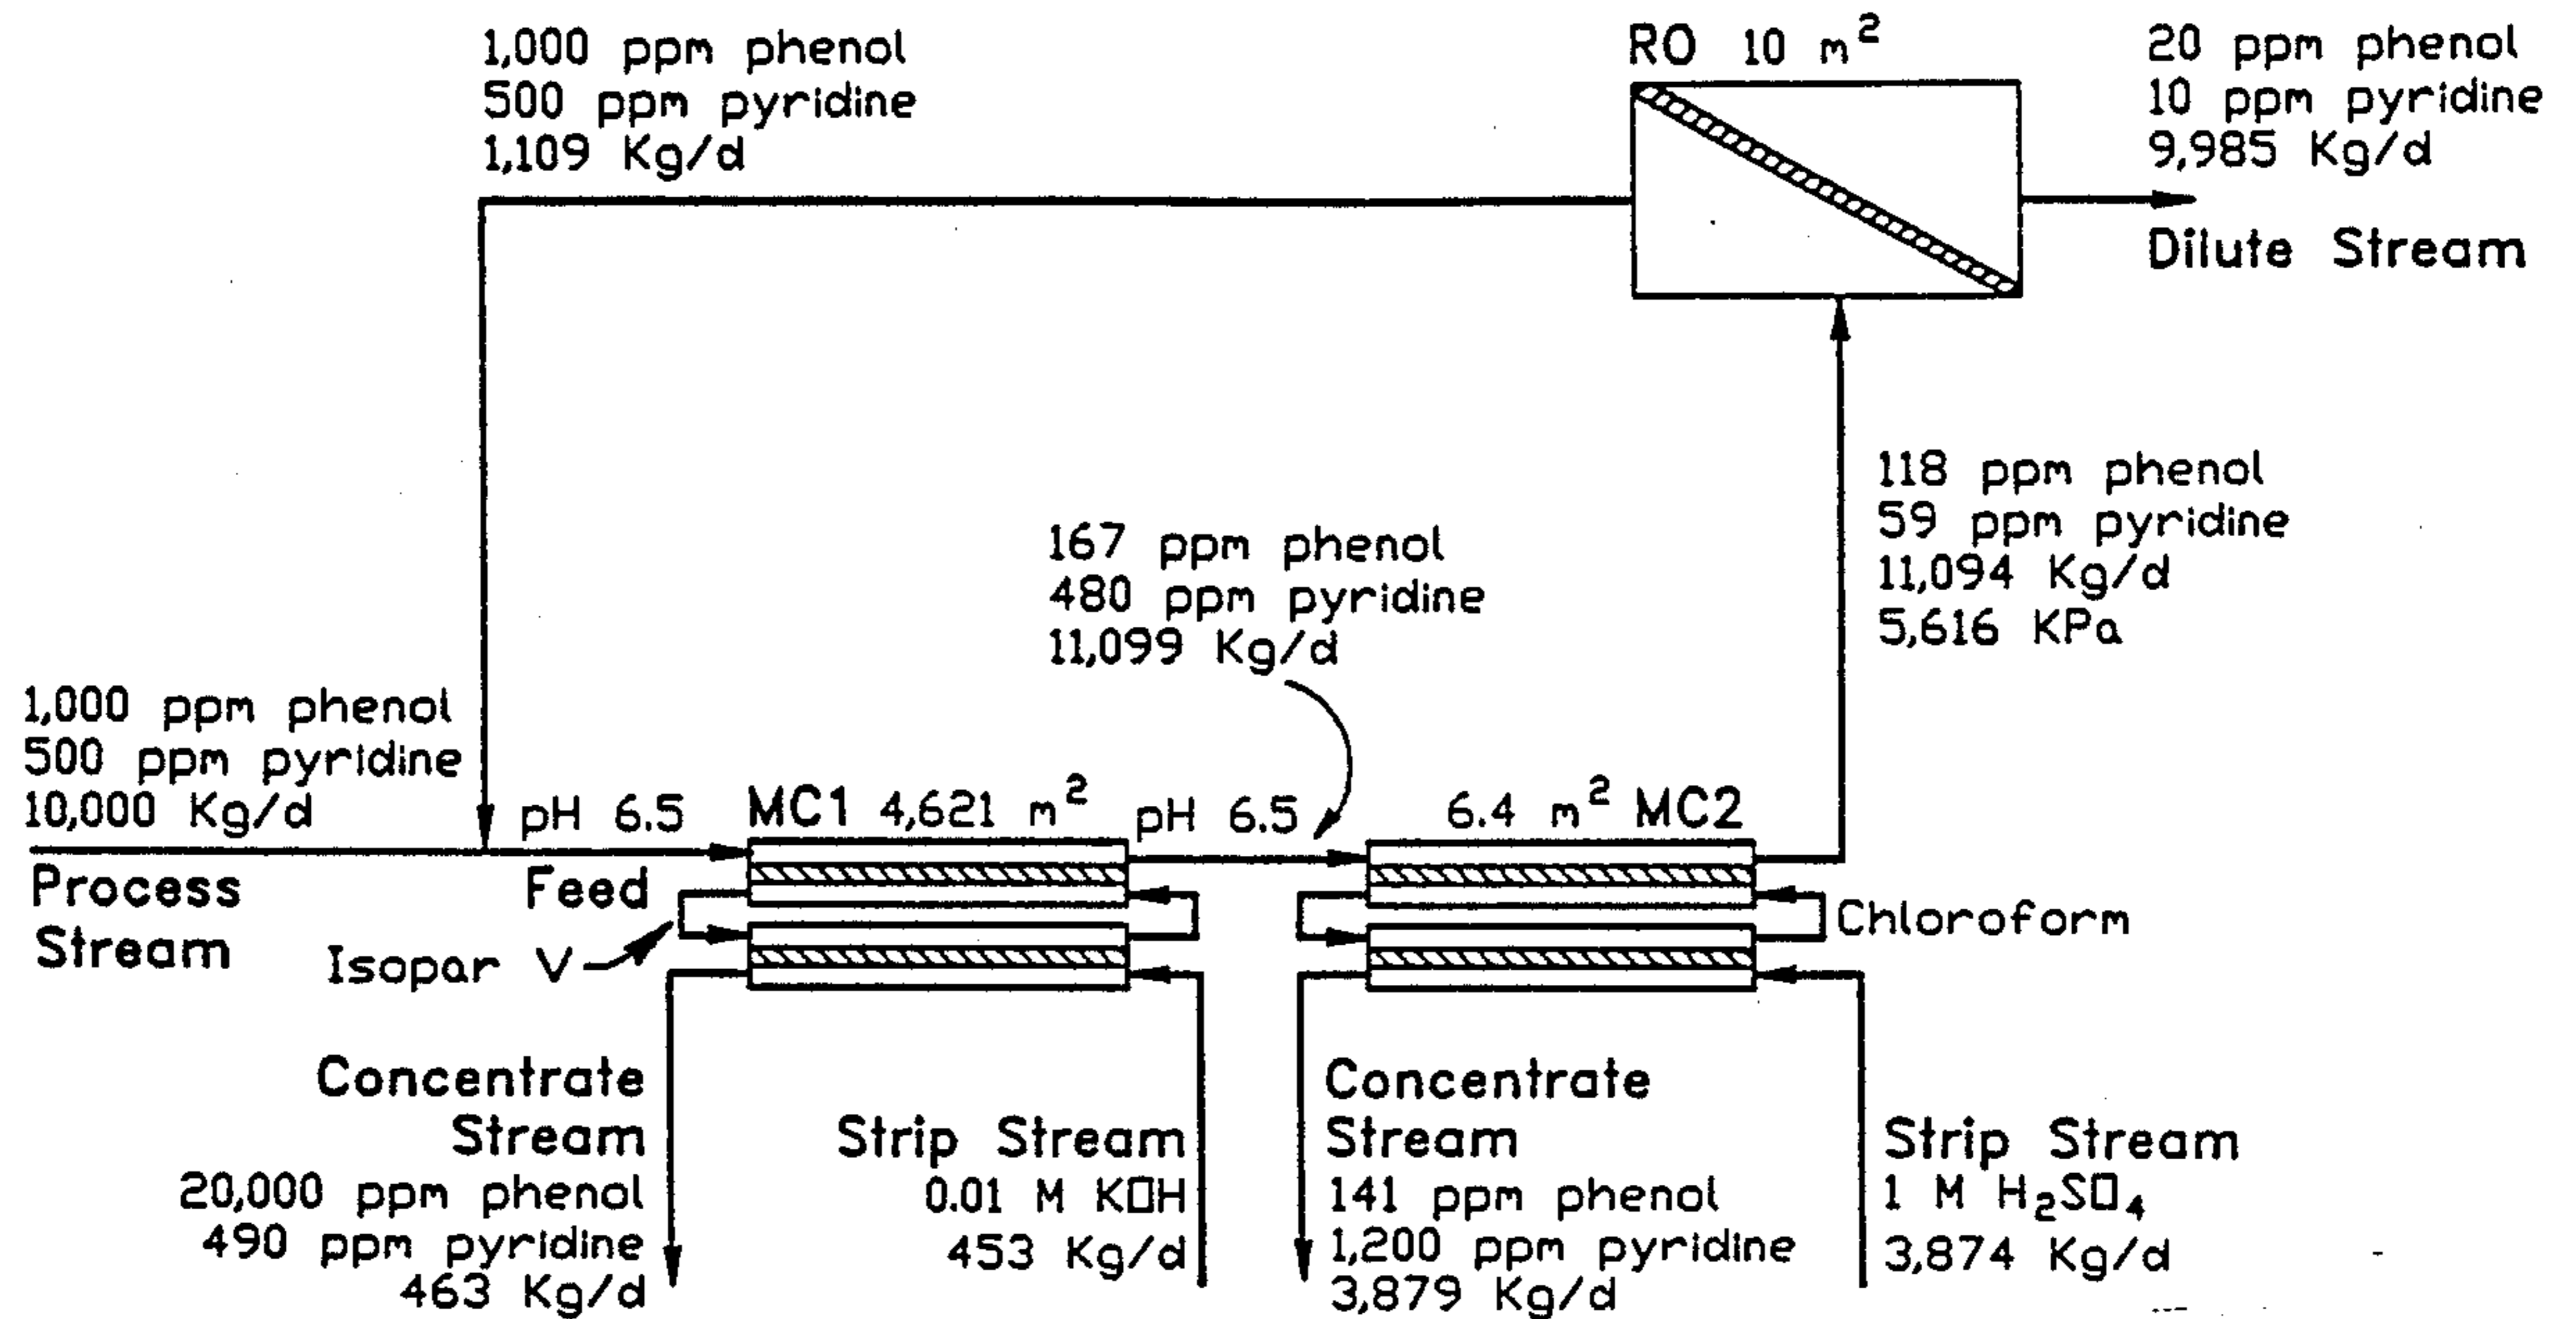 1,000 ppm phenol
500 ppm pyridine
1,109 Kg/d
RO 10 m²
20 ppm phenol
10 ppm pyridine
9,985 Kg/d
Dilute Stream
118 ppm phenol
59 ppm pyridine
11,094 Kg/d
5,616 KPa
167 ppm phenol
480 ppm pyridine
11,099 Kg/d
1,000 ppm phenol
500 ppm pyridine
10,000 Kg/d
pH 6.5
MC1 4,621 m²
pH 6.5
6.4 m² MC2
Process
Stream
Feed
Isopar V
Chloroform
Concentrate
Stream
20,000 ppm phenol
490 ppm pyridine
463 Kg/d
Strip Stream
0.01 M KOH
453 Kg/d
Concentrate
Stream
141 ppm phenol
1,200 ppm pyridine
3,879 Kg/d
Strip Stream
1 M H₂SO₄
3,874 Kg/d